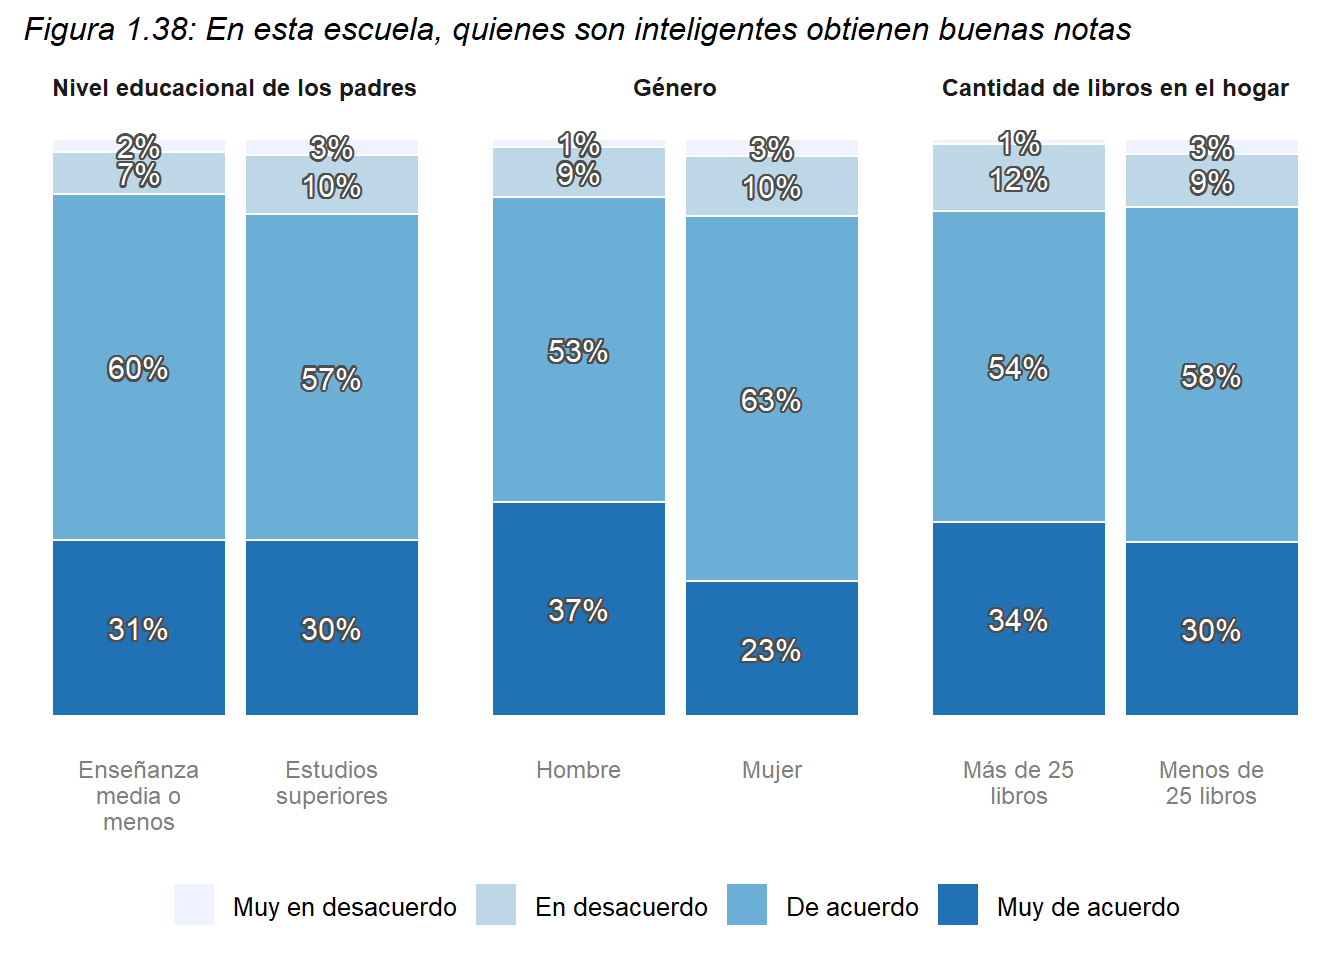 Figura 1.38: En esta escuela, quienes son inteligentes obtienen buenas notas
Nivel educacional de los padres
2%
7%
60%
31%
3%
10%
57%
30%
Enseñanza
media o
menos
Estudios
superiores
Género
1%
9%
53%
37%
3%
10%
63%
23%
Hombre
Mujer
Cantidad de libros en el hogar
1%
12%
54%
34%
3%
9%
58%
30%
Más de 25
libros
Menos de
25 libros
Muy en desacuerdo
En desacuerdo
De acuerdo
Muy de acuerdo